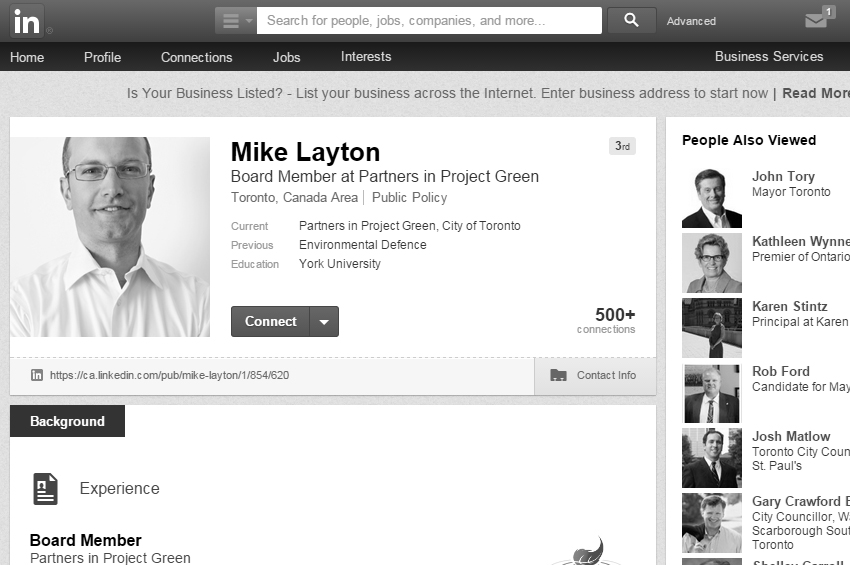 in
Search for people, jobs, companies, and more...
Advanced
1
Home
Profile
Connections
Jobs
Interests
Business Services
Is Your Business Listed? - List your business across the Internet. Enter business address to start now | Read More
Mike Layton
3rd
Board Member at Partners in Project Green
Toronto, Canada Area
Public Policy
Current
Partners in Project Green, City of Toronto
Previous
Environmental Defence
Education
York University
Connect
500+
connections
in
https://ca.linkedin.com/pub/mike-layton/1/854/620
Contact Info
Background
Experience
Board Member
Partners in Project Green
People Also Viewed
John Tory
Mayor Toronto
Kathleen Wynne
Premier of Ontario
Karen Stintz
Principal at Karen
Rob Ford
Candidate for May
Josh Matlow
Toronto City Coun
St. Paul's
Gary Crawford B
City Councillor, Wa
Scarborough Sout
Toronto